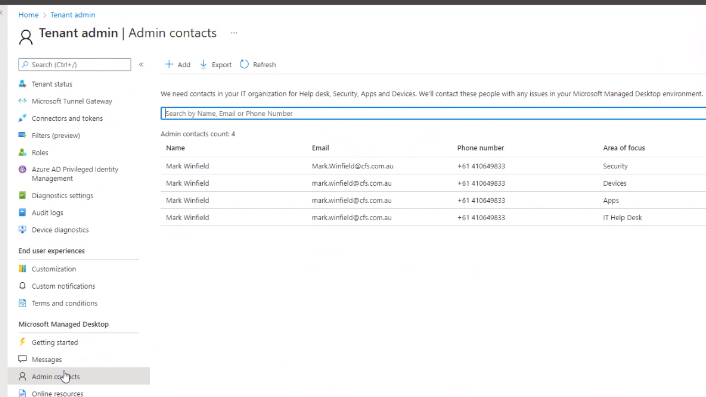 Home > Tenant admin
Tenant admin | Admin contacts ...
Search (Ctrl+/)
«
Add
Export
Refresh
Tenant status
Microsoft Tunnel Gateway
Connectors and tokens
Filters (preview)
Roles
Azure AD Privileged Identity
Management
Diagnostics settings
Audit logs
Device diagnostics
End user experiences
Customization
Custom notifications
Terms and conditions
Microsoft Managed Desktop
Getting started
Messages
Admin contacts
Online resources
We need contacts in your IT organization for Help desk, Security, Apps and Devices. We'll contact these people with any issues in your Microsoft Managed Desktop environment.
Search by Name, Email or Phone Number
Admin contacts count: 4
Name Email Phone number Area of focus
Mark Winfield Mark.Winfield@cfs.com.au +61 410649833 Security
Mark Winfield mark.winfield@cfs.com.au +61 410649833 Devices
Mark Winfield mark.winfield@cfs.com.au +61 410649833 Apps
Mark Winfield mark.winfield@cfs.com.au +61 410649833 IT Help Desk